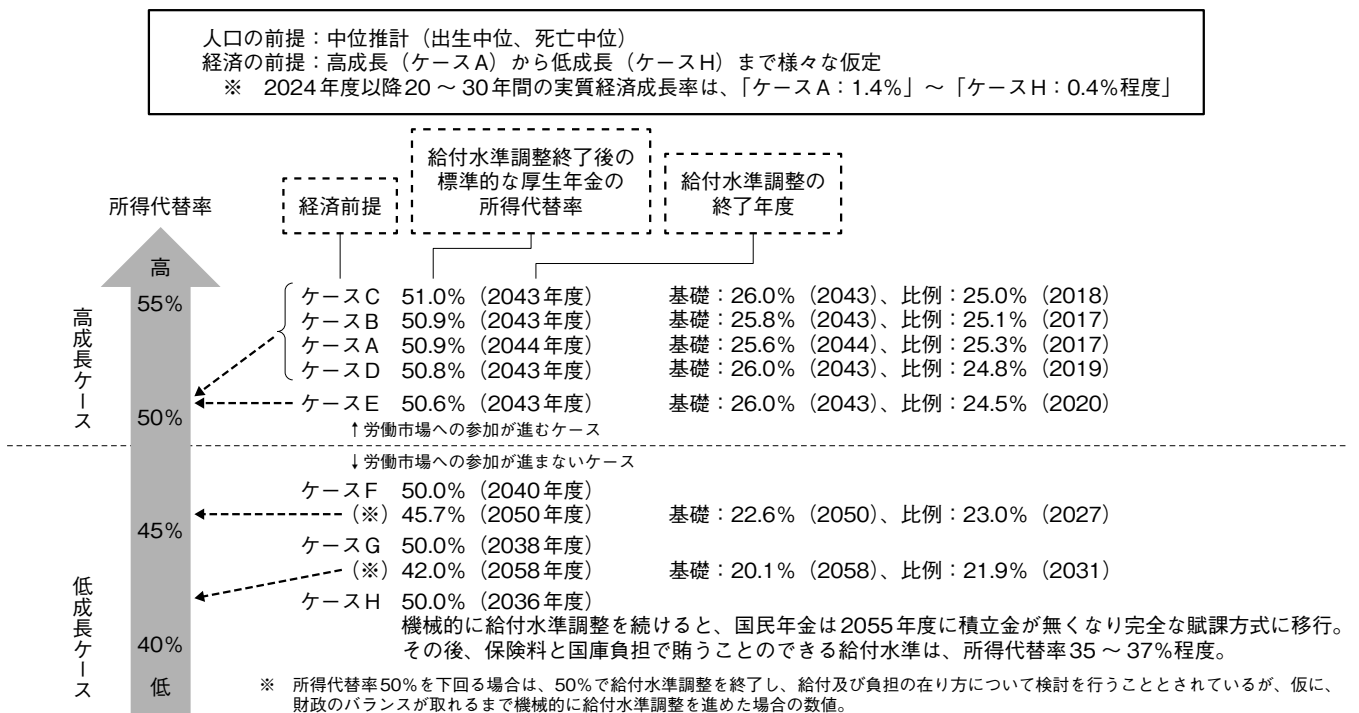 人口の前提：中位推計（出生中位、死亡中位）
経済の前提：高成長（ケースA）から低成長（ケースH）まで様々な仮定
※　2024年度以降20～30年間の実質経済成長率は、「ケースA：1.4%」～「ケースH：0.4%程度」
所得代替率
経済前提
給付水準調整終了後の
標準的な厚生年金の
所得代替率
給付水準調整の
終了年度
高
55%
50%
45%
40%
低
高成長ケース
低成長ケース
ケースC　51.0%（2043年度）　基礎：26.0%（2043）、比例：25.0%（2018）
ケースB　50.9%（2043年度）　基礎：25.8%（2043）、比例：25.1%（2017）
ケースA　50.9%（2044年度）　基礎：25.6%（2044）、比例：25.3%（2017）
ケースD　50.8%（2043年度）　基礎：26.0%（2043）、比例：24.8%（2019）
ケースE　50.6%（2043年度）　基礎：26.0%（2043）、比例：24.5%（2020）
↑労働市場への参加が進むケース
↓労働市場への参加が進まないケース
ケースF　50.0%（2040年度）
（※）45.7%（2050年度）　基礎：22.6%（2050）、比例：23.0%（2027）
ケースG　50.0%（2038年度）
（※）42.0%（2058年度）　基礎：20.1%（2058）、比例：21.9%（2031）
ケースH　50.0%（2036年度）
機械的に給付水準調整を続けると、国民年金は2055年度に積立金が無くなり完全な賦課方式に移行。
その後、保険料と国庫負担で賄うことのできる給付水準は、所得代替率35～37%程度。
※　所得代替率50%を下回る場合は、50%で給付水準調整を終了し、給付及び負担の在り方について検討を行うこととされているが、仮に、
財政のバランスが取れるまで機械的に給付水準調整を進めた場合の数値。